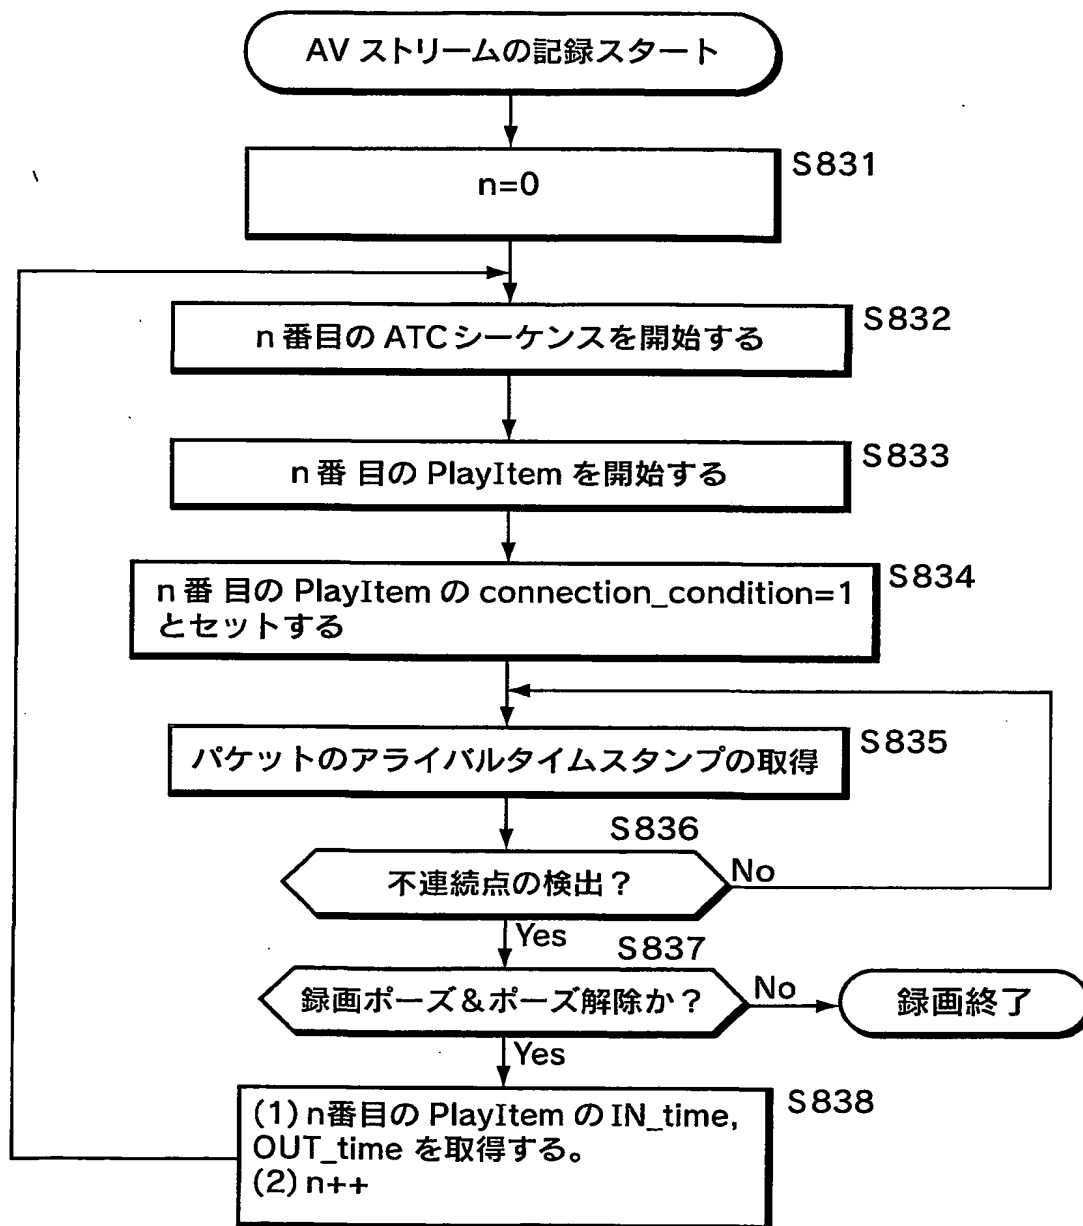 AV ストリームの記録スタート
n=0
S831
n 番目の ATC シーケンスを開始する
S832
n 番 目の PlayItem を開始する
S833
n 番 目の PlayItem の connection_condition=1
とセットする
S834
パケットのアライバルタイムスタンプの取得
S835
S836
不連続点の検出？
No
Yes
S837
録画ポーズ＆ポーズ解除か？
No
録画終了
Yes
(1) n番目の PlayItem の IN_time,
OUT_time を取得する。
(2) n++
S838